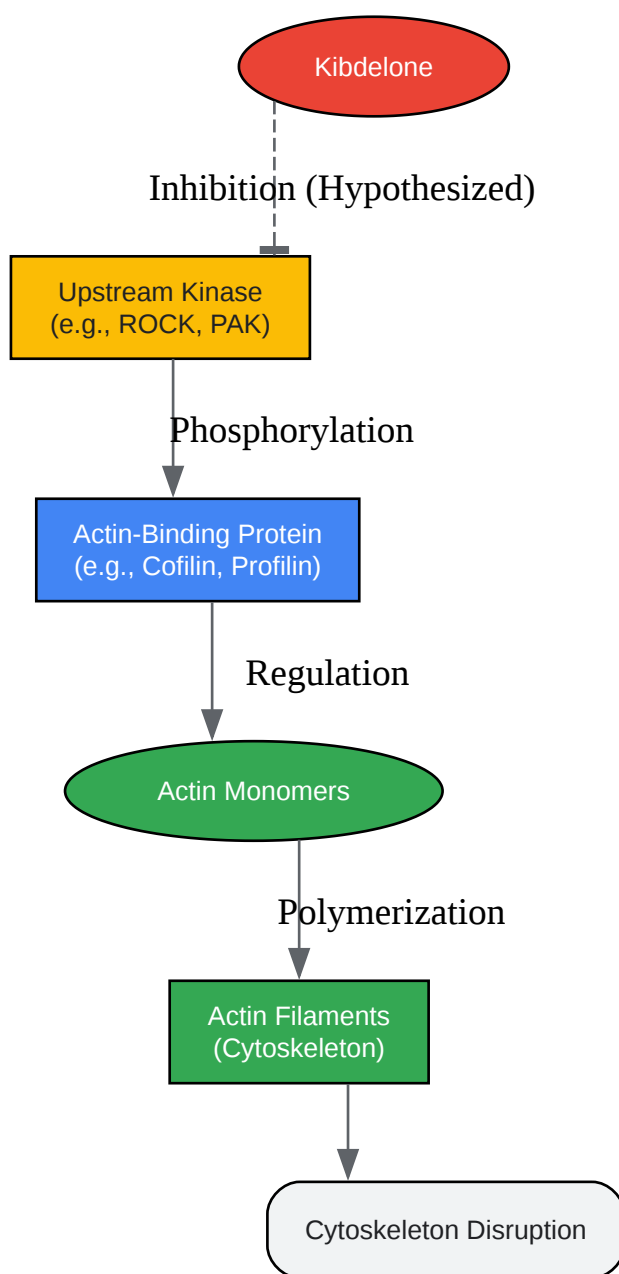 Kibdelone
Inhibition (Hypothesized)
Upstream Kinase
(e.g., ROCK, PAK)
Phosphorylation
Actin-Binding Protein
(e.g., Cofilin, Profilin)
Regulation
Actin Monomers
Polymerization
Actin Filaments
(Cytoskeleton)
Cytoskeleton Disruption